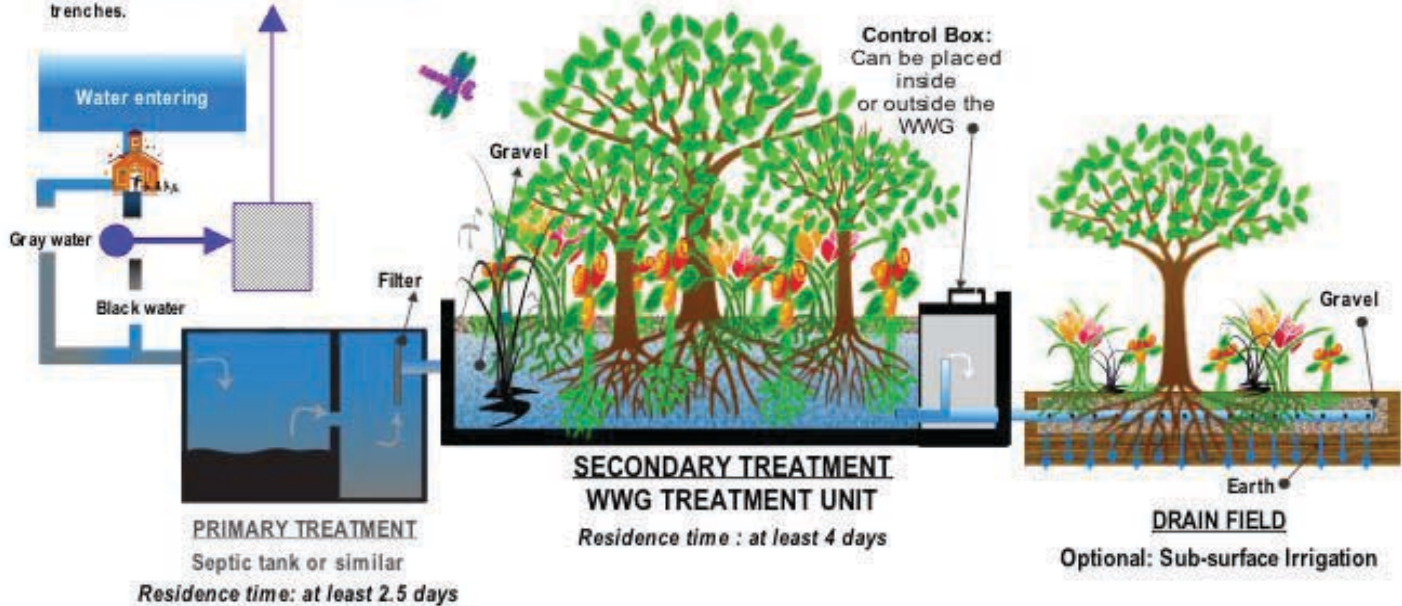 trenches.
Water entering
Gray water
Black water
Filter
Gravel
Control Box:
Can be placed
inside
or outside the
WWG
Gravel
Earth
PRIMARY TREATMENT
Septic tank or similar
Residence time: at least 2.5 days
SECONDARY TREATMENT
WWG TREATMENT UNIT
Residence time : at least 4 days
DRAIN FIELD
Optional: Sub-surface Irrigation